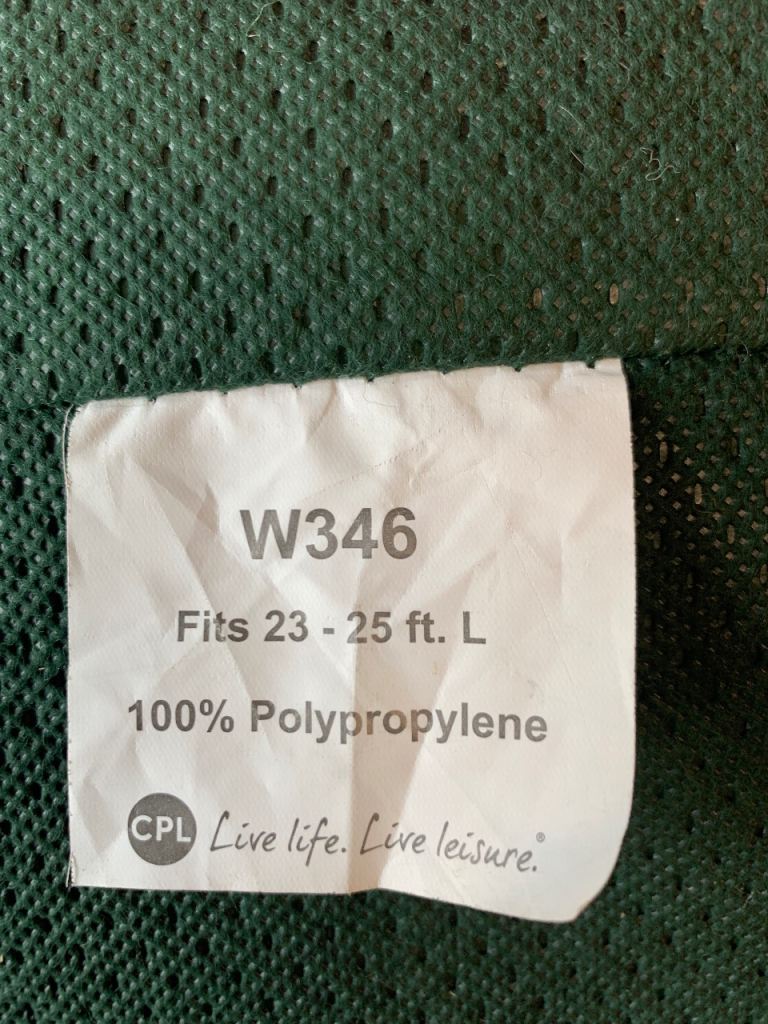 W346
Fits 23 - 25 ft. L
100% Polypropylene
CPL Live life. Live leisure.®